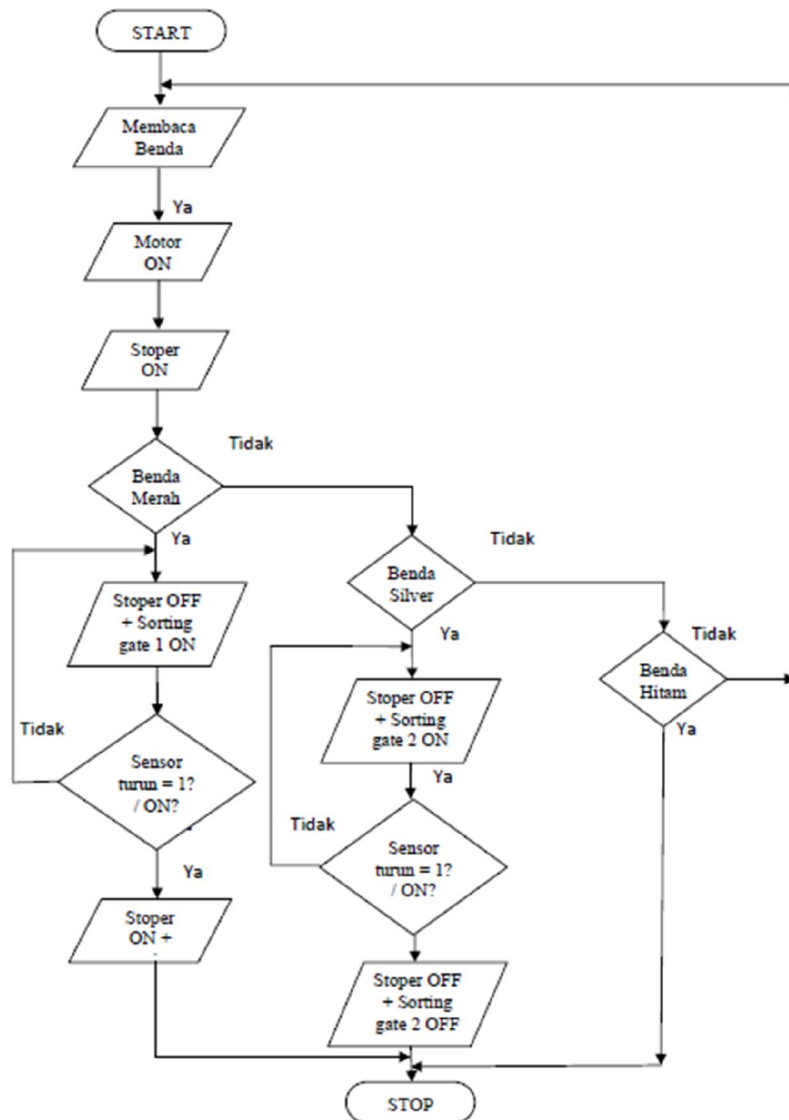 START
Membaca
Benda
Ya
Motor
ON
Stoper
ON
Tidak
Benda
Merah
Ya
Stoper OFF
+ Sorting
gate 1 ON
Tidak
Sensor
turun = 1?
/ ON?
Ya
Stoper
ON +
Tidak
Benda
Silver
Ya
Stoper OFF
+ Sorting
gate 2 ON
Ya
Tidak
Sensor
turun = 1?
/ ON?
Stoper OFF
+ Sorting
gate 2 OFF
Tidak
Benda
Hitam
Ya
STOP